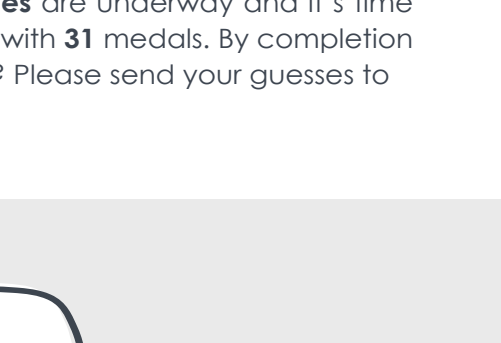 es are underway and it's time
with 31 medals. By completion
? Please send your guesses to